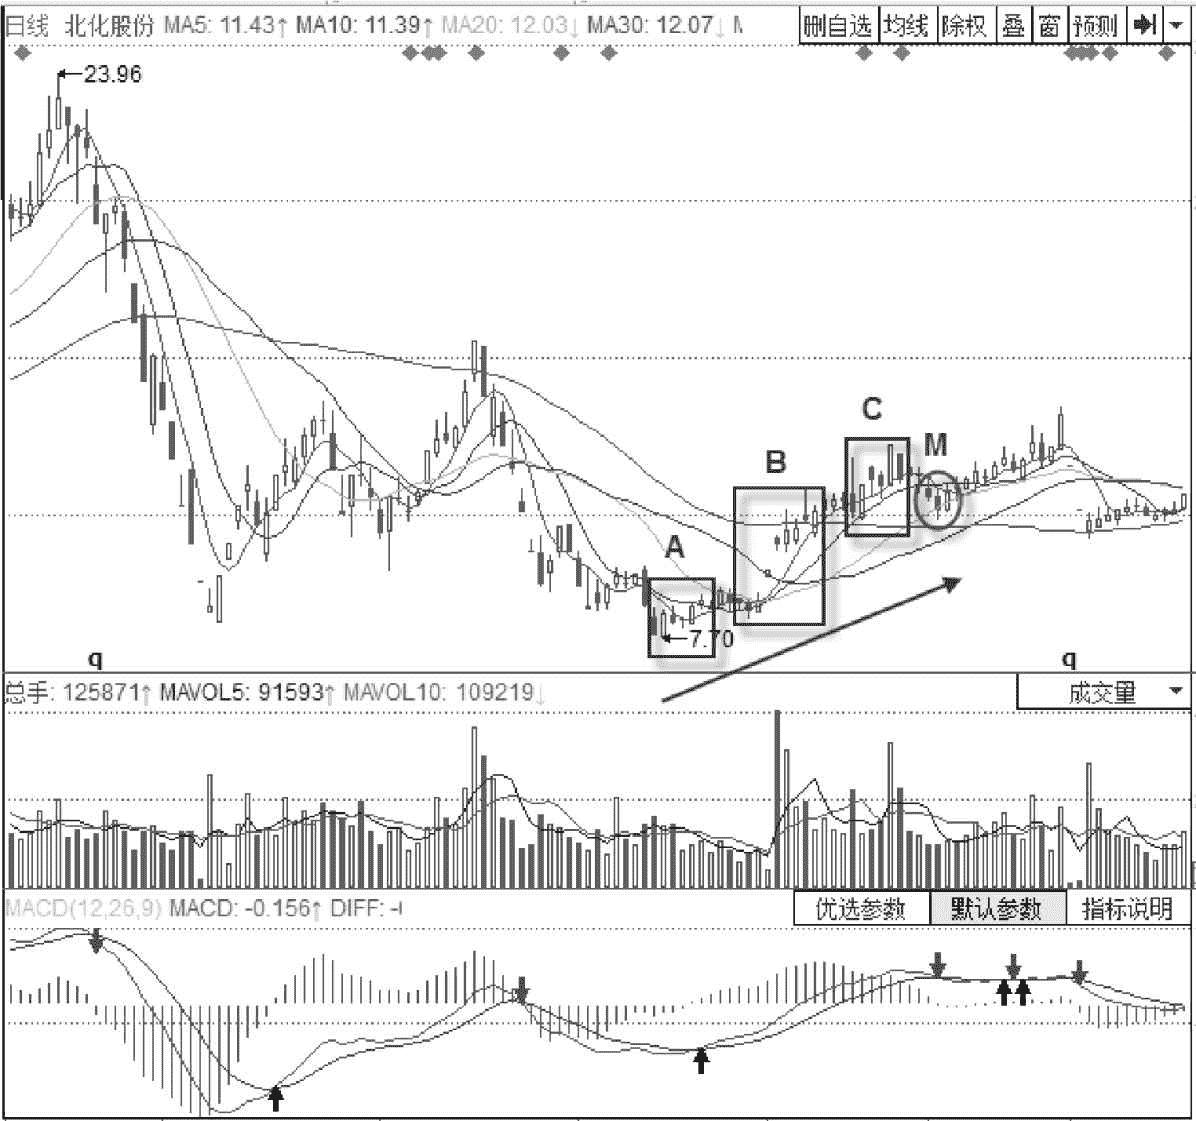 日线 北化股份 MA5: 11.43↑ MA10: 11.39↑ MA20: 12.03↓ MA30: 12.07↓ 删自选 均线 除权 叠 窗 预测
23.96
C
M
B
A
7.70
q q
总手: 125871↑ MAVOL5: 91593↑ MAVOL10: 109219↓ 成交量
MACD(12,26,9) MACD: -0.156↑ DIFF: - 优选参数 默认参数 指标说明